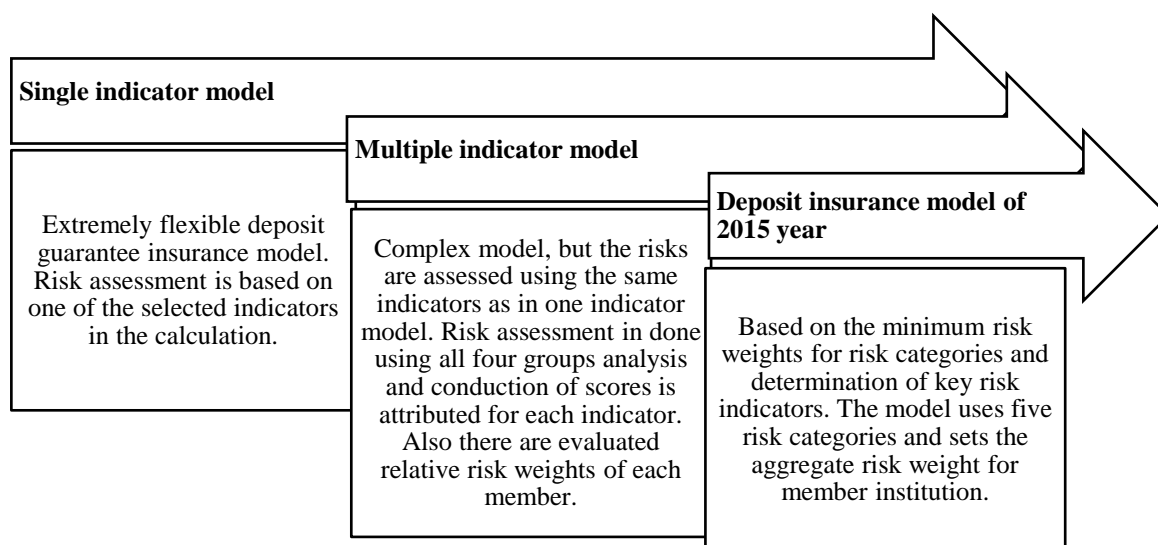 Single indicator model
Extremely flexible deposit
guarantee insurance model.
Risk assessment is based on
one of the selected indicators
in the calculation.
Multiple indicator model
Complex model, but the risks
are assessed using the same
indicators as in one indicator
model. Risk assessment in done
using all four groups analysis
and conduction of scores is
attributed for each indicator.
Also there are evaluated
relative risk weights of each
member.
Deposit insurance model of
2015 year
Based on the minimum risk
weights for risk categories and
determination of key risk
indicators. The model uses five
risk categories and sets the
aggregate risk weight for
member institution.